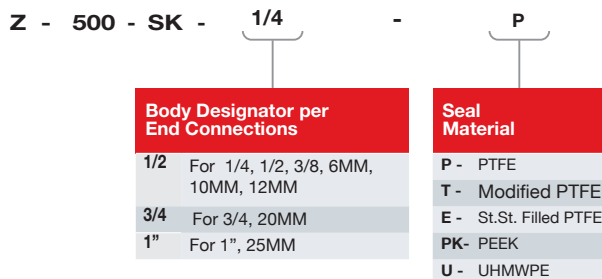 Z - 500 - SK - 1/4 - P
Body Designator per
End Connections
1/2 For 1/4, 1/2, 3/8, 6MM,
10MM, 12MM
3/4 For 3/4, 20MM
1” For 1”, 25MM
Seal
Material
P - PTFE
T - Modified PTFE
E - St.St. Filled PTFE
PK- PEEK
U - UHMWPE